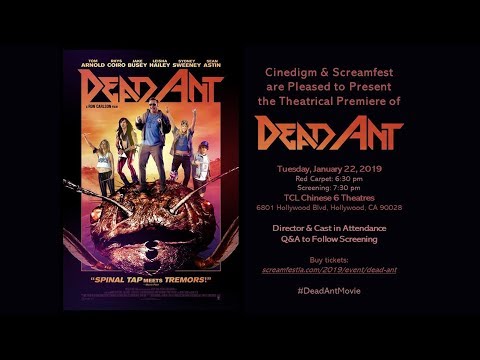 TOM ARNOLD
RHYS COIRO
JAKE BUSEY
LEISHA HAILEY
SYDNEY SWEENEY
SEAN ASTIN
DEAD ANT
A RON CARLSON FILM
"SPINAL TAP MEETS TREMORS!"
Cinedigm & Screamfest
are Pleased to Present
the Theatrical Premiere of
DEAD ANT
Tuesday, January 22, 2019
Red Carpet: 6:30 pm
Screening: 7:30 pm
TCL Chinese 6 Theatres
6801 Hollywood Blvd, Hollywood, CA 90028
Director & Cast in Attendance
Q&A to Follow Screening
Buy tickets:
screamfestla.com/2019/event/dead-ant
#DeadAntMovie